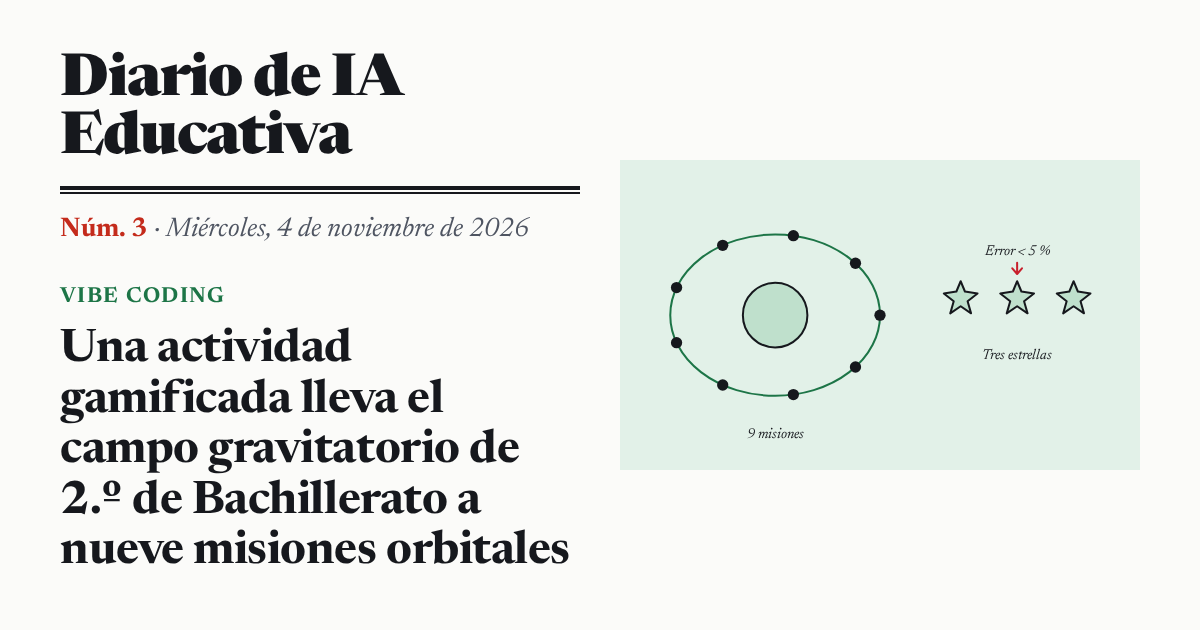 Diario de IA
Educativa
Núm. 3 · Miércoles, 4 de noviembre de 2026
VIBE CODING
Una actividad
gamificada lleva el
campo gravitatorio de
2.º de Bachillerato a
nueve misiones orbitales
Error < 5 %
Tres estrellas
9 misiones